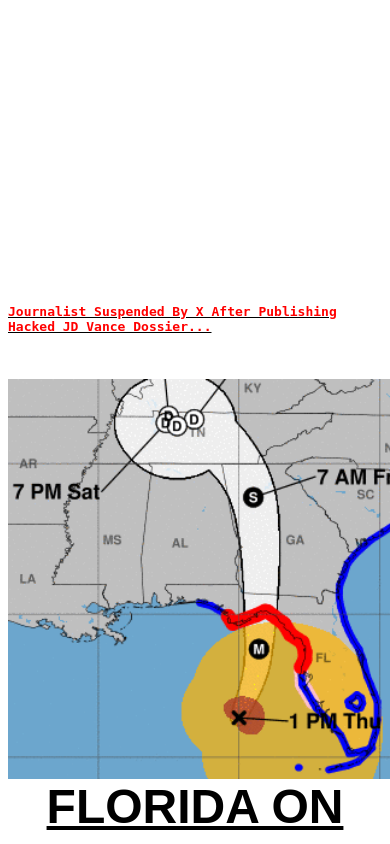 Journalist Suspended By X After Publishing
Hacked JD Vance Dossier...
KY
D
D D D
TN
AR
7 PM Sat
S
7 AM Fr
SC
MS
AL
GA
LA
M
FL
1 PM Thu
FLORIDA ON